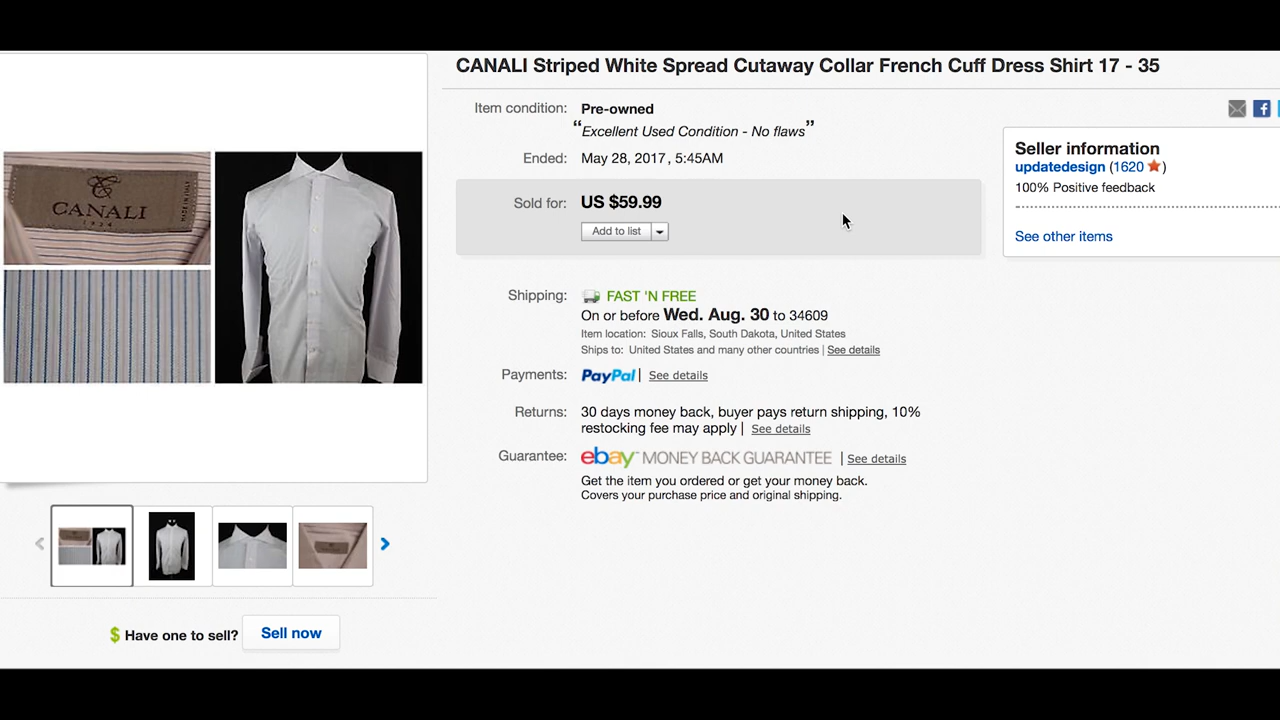 CANALI Striped White Spread Cutaway Collar French Cuff Dress Shirt 17 - 35
Item condition: Pre-owned
“Excellent Used Condition - No flaws”
Ended: May 28, 2017, 5:45AM
Sold for: US $59.99
Add to list
Shipping: FAST 'N FREE
On or before Wed. Aug. 30 to 34609
Item location: Sioux Falls, South Dakota, United States
Ships to: United States and many other countries | See details
Payments: PayPal | See details
Returns: 30 days money back, buyer pays return shipping, 10%
restocking fee may apply | See details
Guarantee: ebay MONEY BACK GUARANTEE | See details
Get the item you ordered or get your money back.
Covers your purchase price and original shipping.
Seller information
updatedesign (1620)
100% Positive feedback
See other items
CANALI
1934
MADE IN ITALY
$ Have one to sell? Sell now